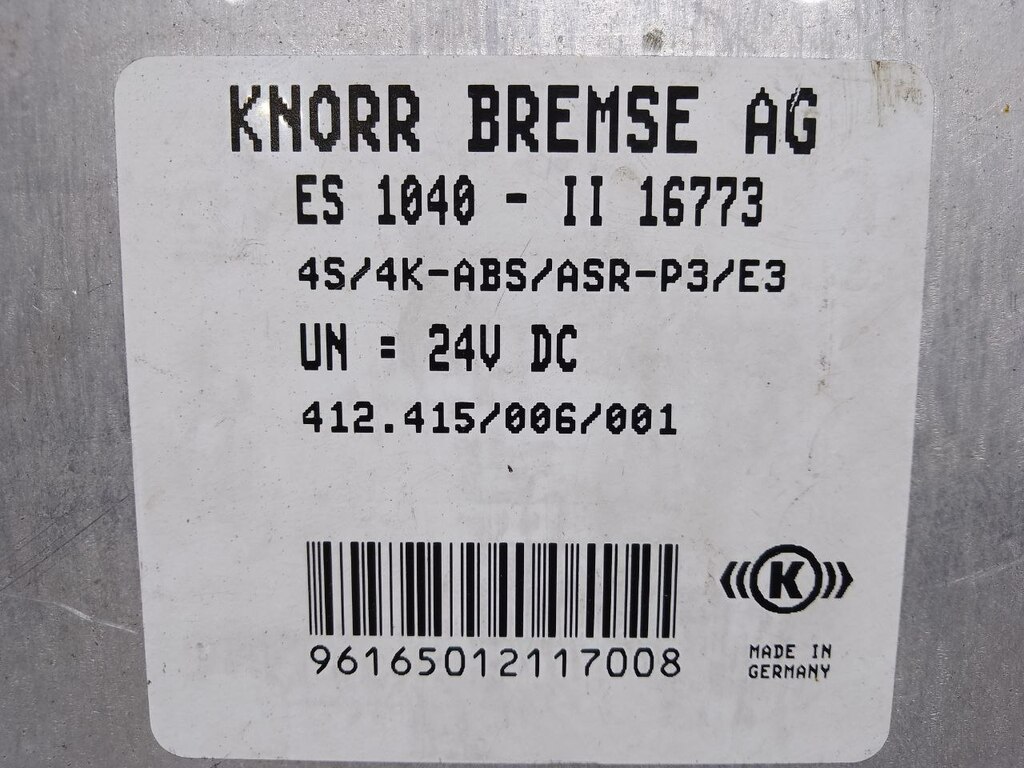 KNORR BREMSE AG
ES 1040 - II 16773
4S/4K-ABS/ASR-P3/E3
UN = 24V DC
412.415/006/001
96165012117008
K
MADE IN
GERMANY